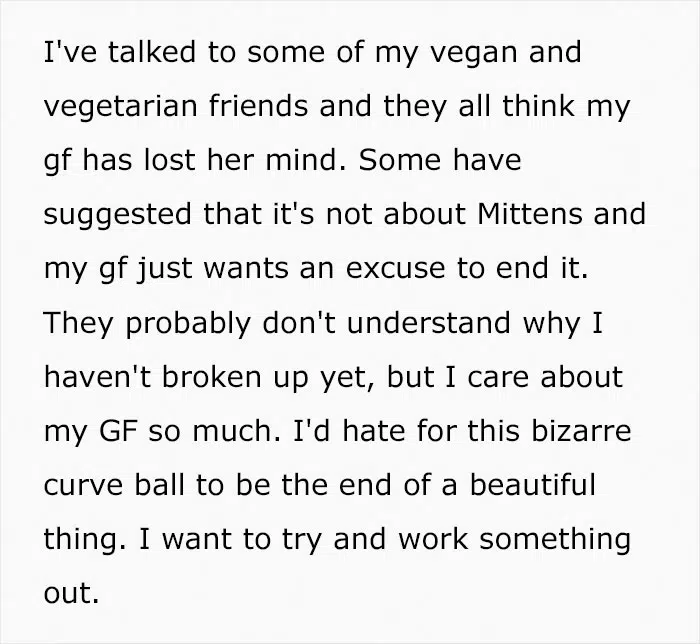 I've talked to some of my vegan and
vegetarian friends and they all think my
gf has lost her mind. Some have
suggested that it's not about Mittens and
my gf just wants an excuse to end it.
They probably don't understand why I
haven't broken up yet, but I care about
my GF so much. I'd hate for this bizarre
curve ball to be the end of a beautiful
thing. I want to try and work something
out.